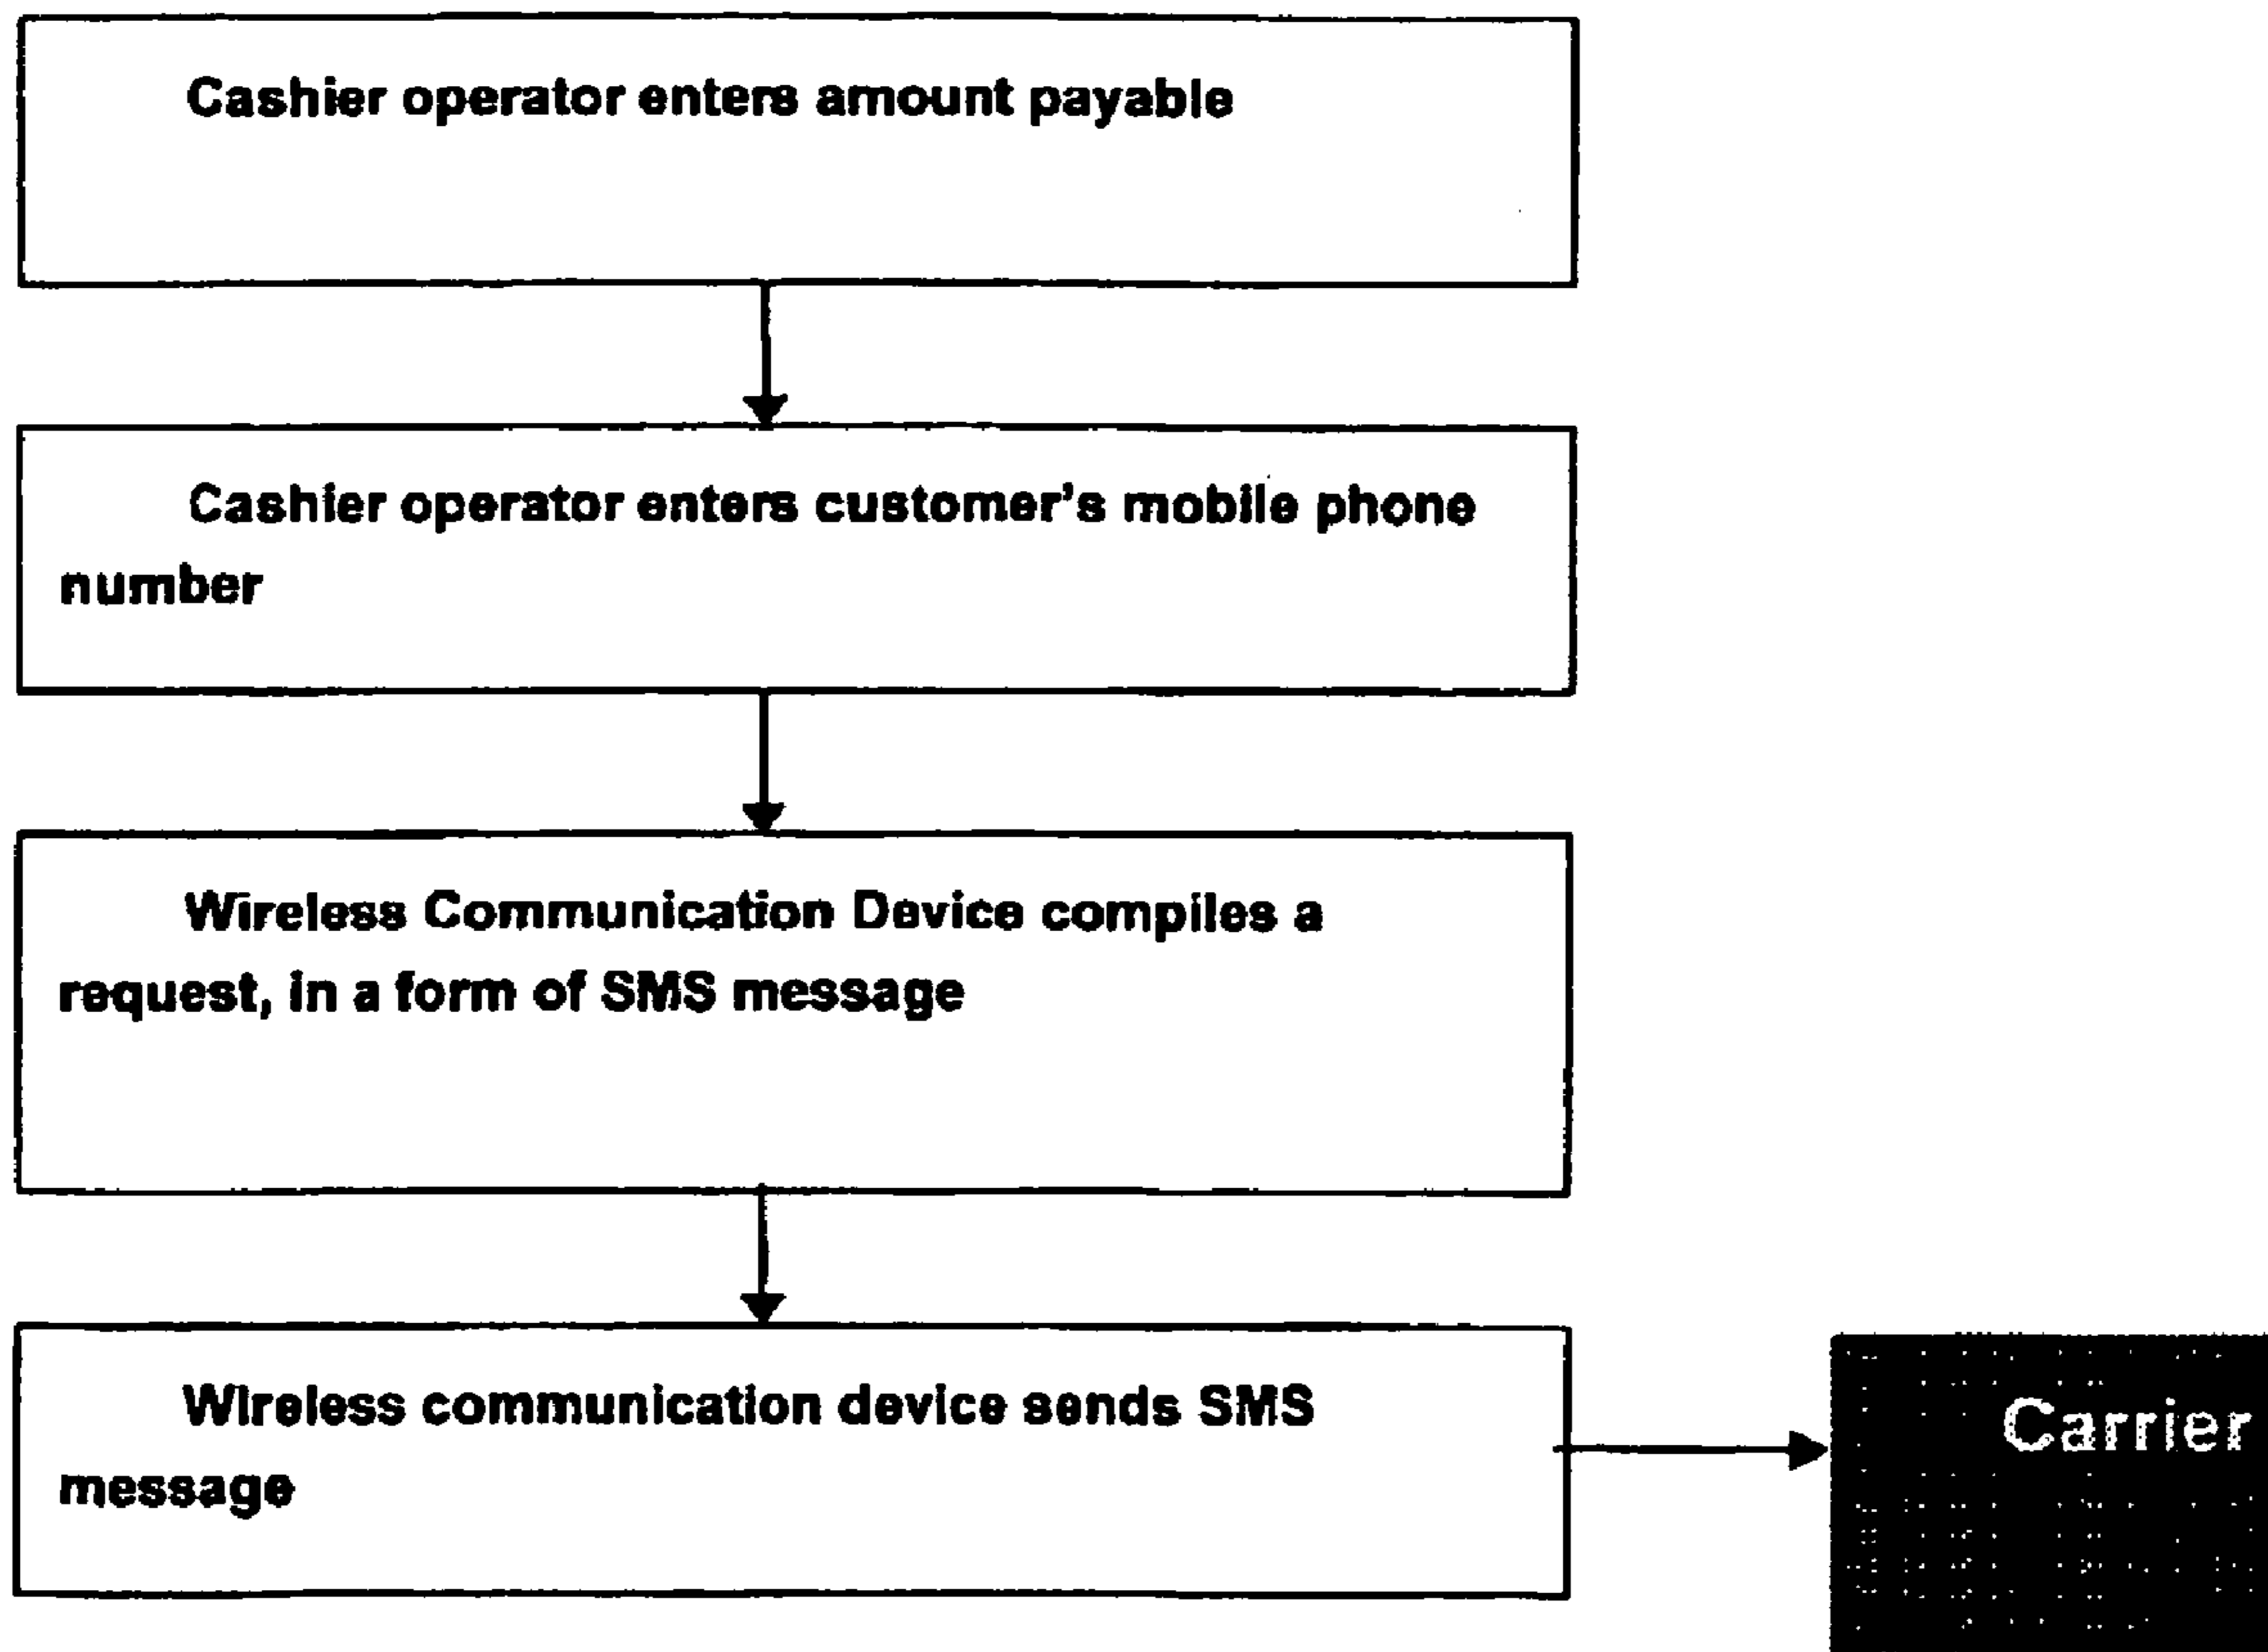 Cashier operator enters amount payable
Cashier operator enters customer's mobile phone
number
Wireless Communication Device compiles a
request, in a form of SMS message
Wireless communication device sends SMS
message
Carrier